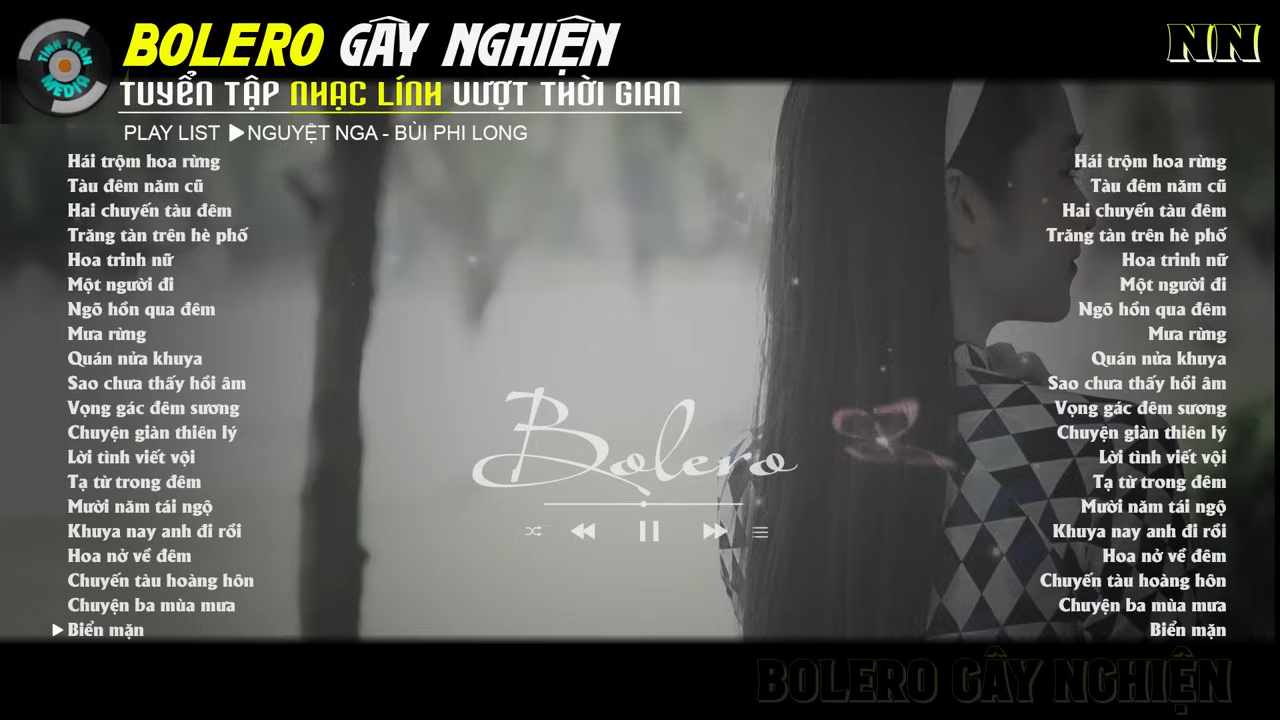 TÌNH TRẦN
MEDIA
BOLERO GÂY NGHIỆN
NN
TUYỂN TẬP NHẠC LÍNH VƯỢT THỜI GIAN
PLAY LIST ▶NGUYỆT NGA - BÙI PHI LONG
Hái trộm hoa rừng
Tàu đêm năm cũ
Hai chuyến tàu đêm
Trăng tàn trên hè phố
Hoa trinh nữ
Một người đi
Ngõ hồn qua đêm
Mưa rừng
Quán nửa khuya
Sao chưa thấy hồi âm
Vọng gác đêm sương
Chuyện giàn thiên lý
Lời tình viết vội
Tạ từ trong đêm
Mười năm tái ngộ
Khuya nay anh đi rồi
Hoa nở về đêm
Chuyến tàu hoàng hôn
Chuyện ba mùa mưa
Biển mặn
Bolero
Hái trộm hoa rừng
Tàu đêm năm cũ
Hai chuyến tàu đêm
Trăng tàn trên hè phố
Hoa trinh nữ
Một người đi
Ngõ hồn qua đêm
Mưa rừng
Quán nửa khuya
Sao chưa thấy hồi âm
Vọng gác đêm sương
Chuyện giàn thiên lý
Lời tình viết vội
Tạ từ trong đêm
Mười năm tái ngộ
Khuya nay anh đi rồi
Hoa nở về đêm
Chuyến tàu hoàng hôn
Chuyện ba mùa mưa
Biển mặn
BOLERO GÂY NGHIỆN